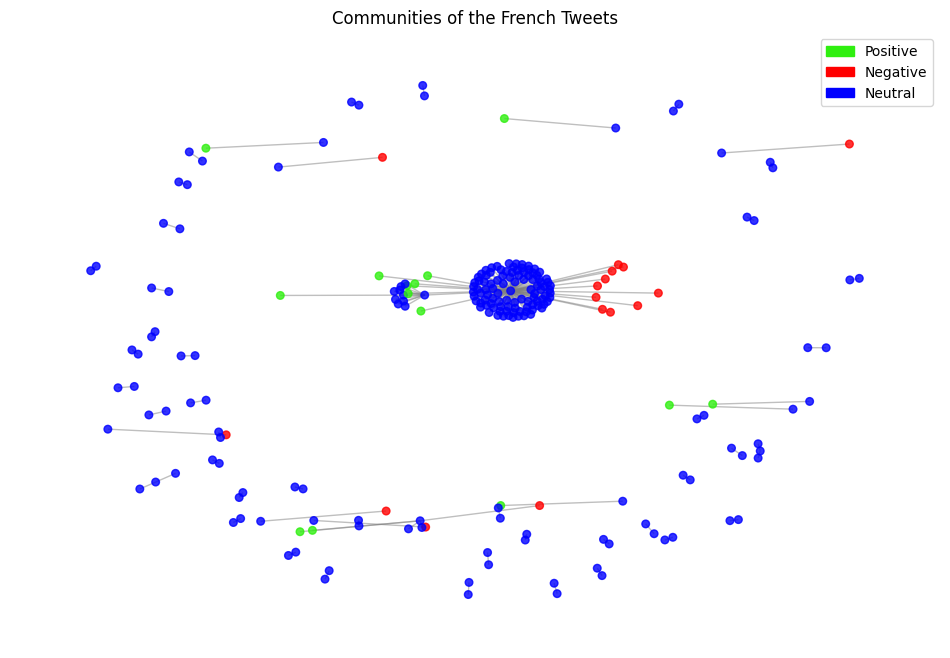 Communities of the French Tweets
Positive
Negative
Neutral